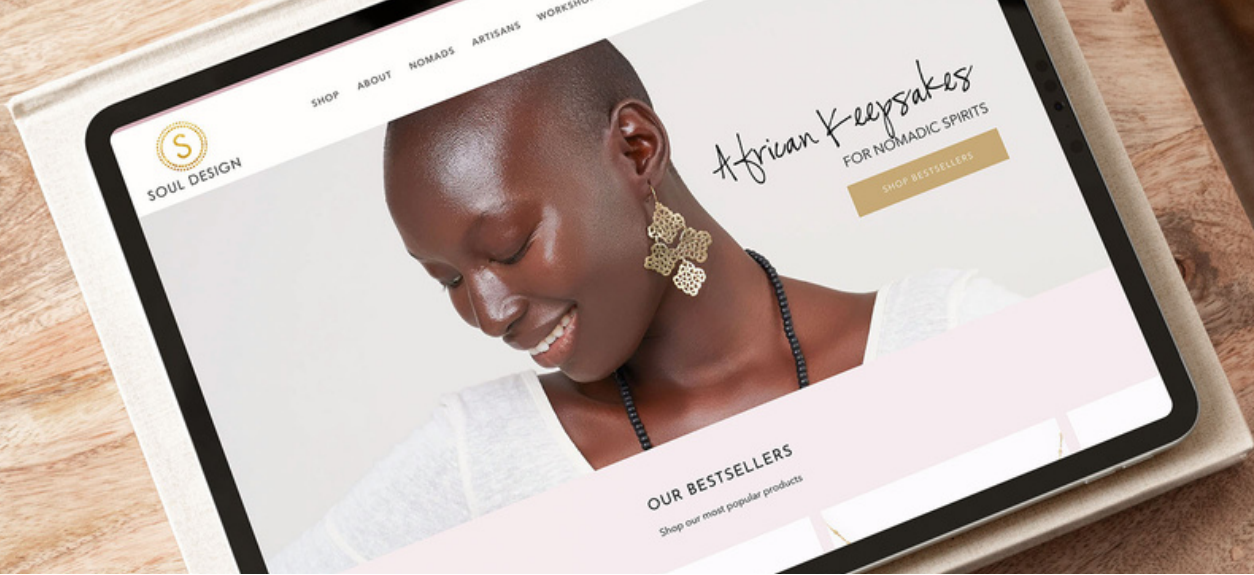 SHOP
ABOUT
NOMADS
ARTISANS
S
SOUL DESIGN
African Keepsakes
FOR NOMADIC SPIRITS
SHOP BESTSELLERS
OUR BESTSELLERS
Shop our most popular products